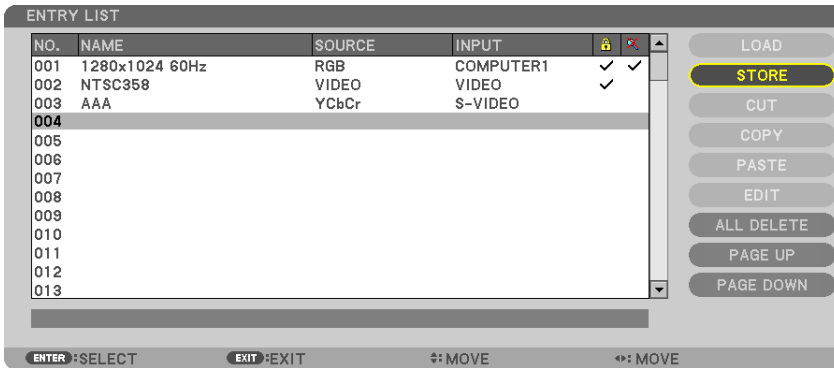 ENTRY LIST
NO. NAME SOURCE INPUT
001 1280x1024 60Hz RGB COMPUTER1 ✓ ✓
002 NTSC358 VIDEO VIDEO ✓
003 AAA YCbCr S-VIDEO
004
005
006
007
008
009
010
011
012
013
LOAD
STORE
CUT
COPY
PASTE
EDIT
ALL DELETE
PAGE UP
PAGE DOWN
ENTER :SELECT EXIT :EXIT :MOVE :MOVE